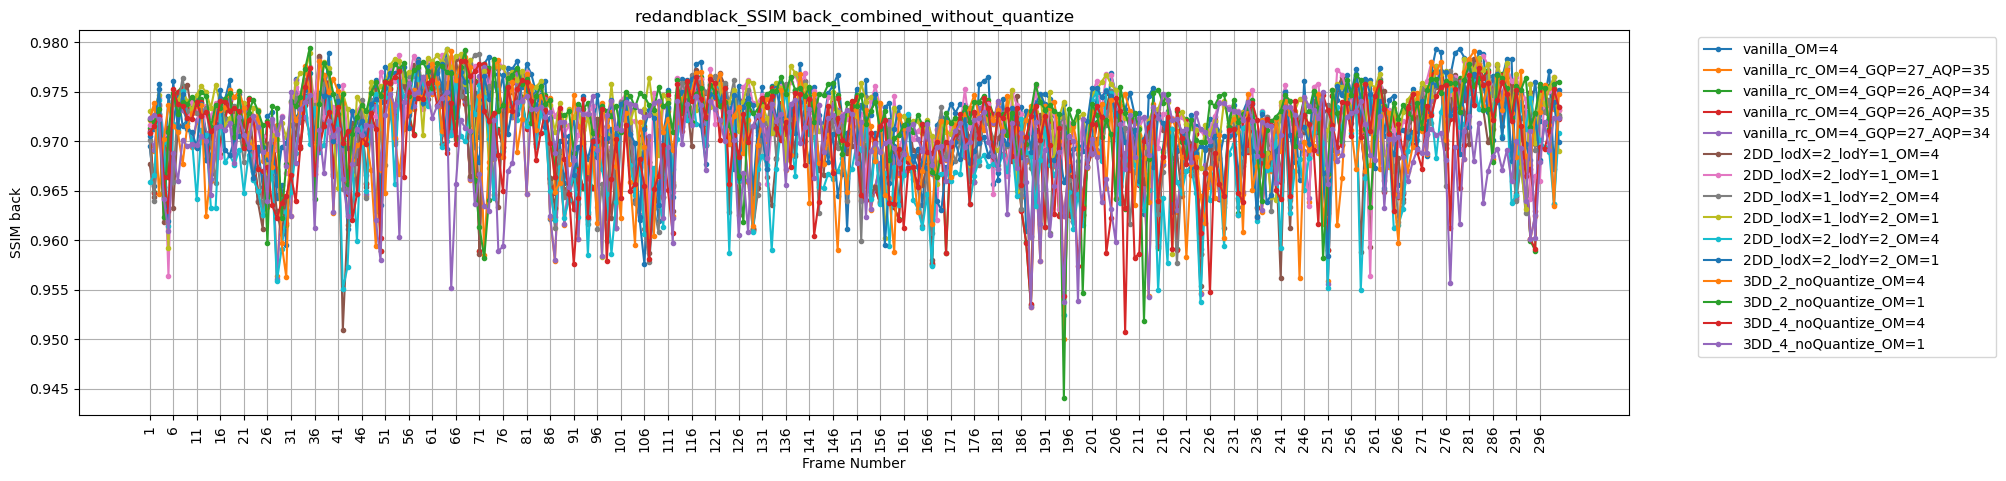 redandblack_SSIM back_combined_without_quantize
SSIM back
0.980
0.975
0.970
0.965
0.960
0.955
0.950
0.945
1 6 11 16 21 26 31 36 41 46 51 56 61 66 71 76 81 86 91 96 101 106 111 116 121 126 131 136 141 146 151 156 161 166 171 176 181 186 191 196 201 206 211 216 221 226 231 236 241 246 251 256 261 266 271 276 281 286 291 296
Frame Number
vanilla_OM=4
vanilla_rc_OM=4_GQP=27_AQP=35
vanilla_rc_OM=4_GQP=26_AQP=34
vanilla_rc_OM=4_GQP=26_AQP=35
vanilla_rc_OM=4_GQP=27_AQP=34
2DD_lodX=2_lodY=1_OM=4
2DD_lodX=2_lodY=1_OM=1
2DD_lodX=1_lodY=2_OM=4
2DD_lodX=1_lodY=2_OM=1
2DD_lodX=2_lodY=2_OM=4
2DD_lodX=2_lodY=2_OM=1
3DD_2_noQuantize_OM=4
3DD_2_noQuantize_OM=1
3DD_4_noQuantize_OM=4
3DD_4_noQuantize_OM=1